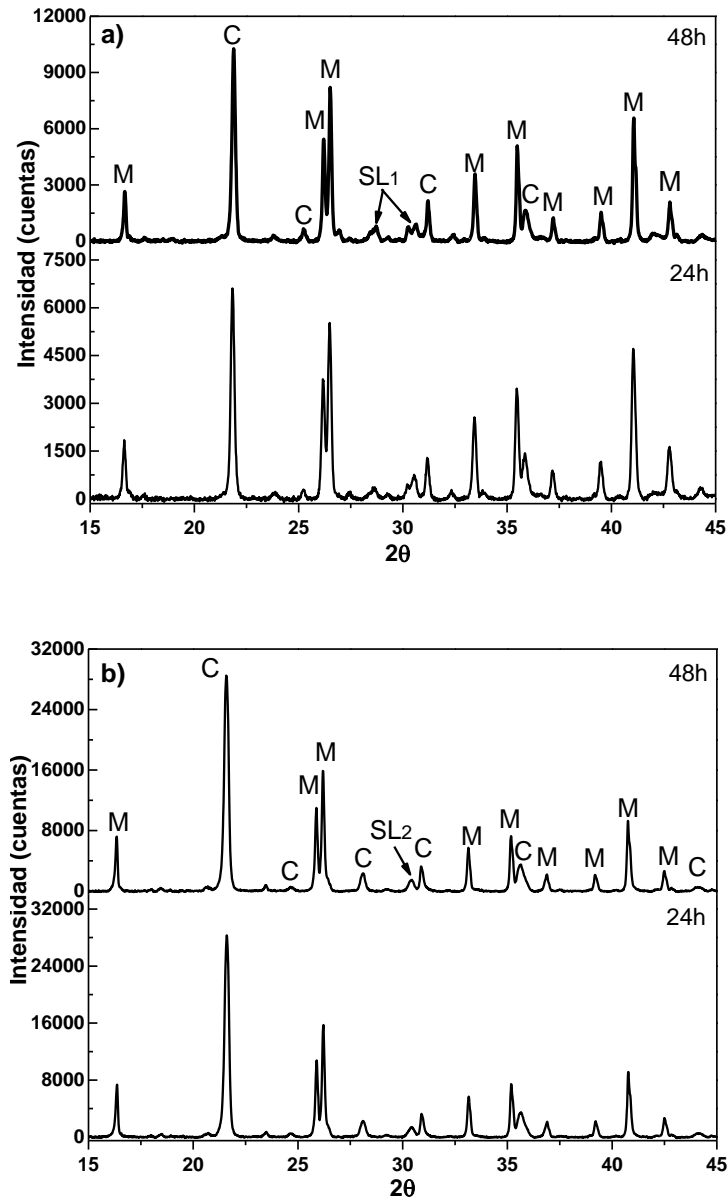 a)
48h
Intensidad (cuentas)
12000
9000
6000
3000
0
M
C
C
M
M
SL1
C
M
M
C
M
M
M
M
24h
7500
6000
4500
3000
1500
0
15 20 25 30 35 40 45
2θ
b)
48h
Intensidad (cuentas)
32000
24000
16000
8000
0
M
C
C
M
M
C
SL2
C
M
M
C
M
M
M
M
C
24h
32000
24000
16000
8000
0
15 20 25 30 35 40 45
2θ